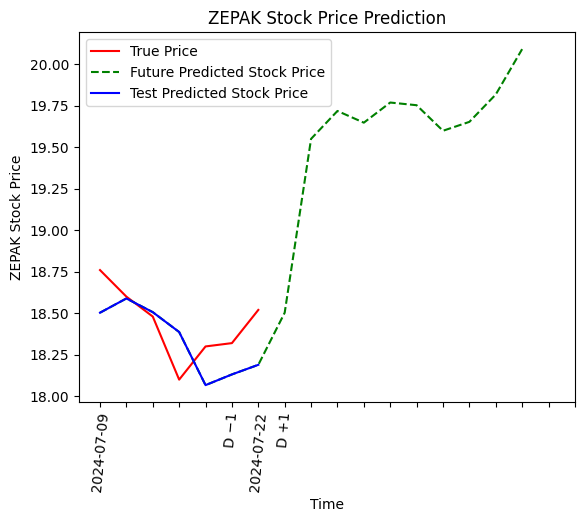 ZEPAK Stock Price Prediction
True Price
Future Predicted Stock Price
Test Predicted Stock Price
ZEPAK Stock Price
20.00
19.75
19.50
19.25
19.00
18.75
18.50
18.25
18.00
2024-07-09
D −1
2024-07-22
D +1
Time